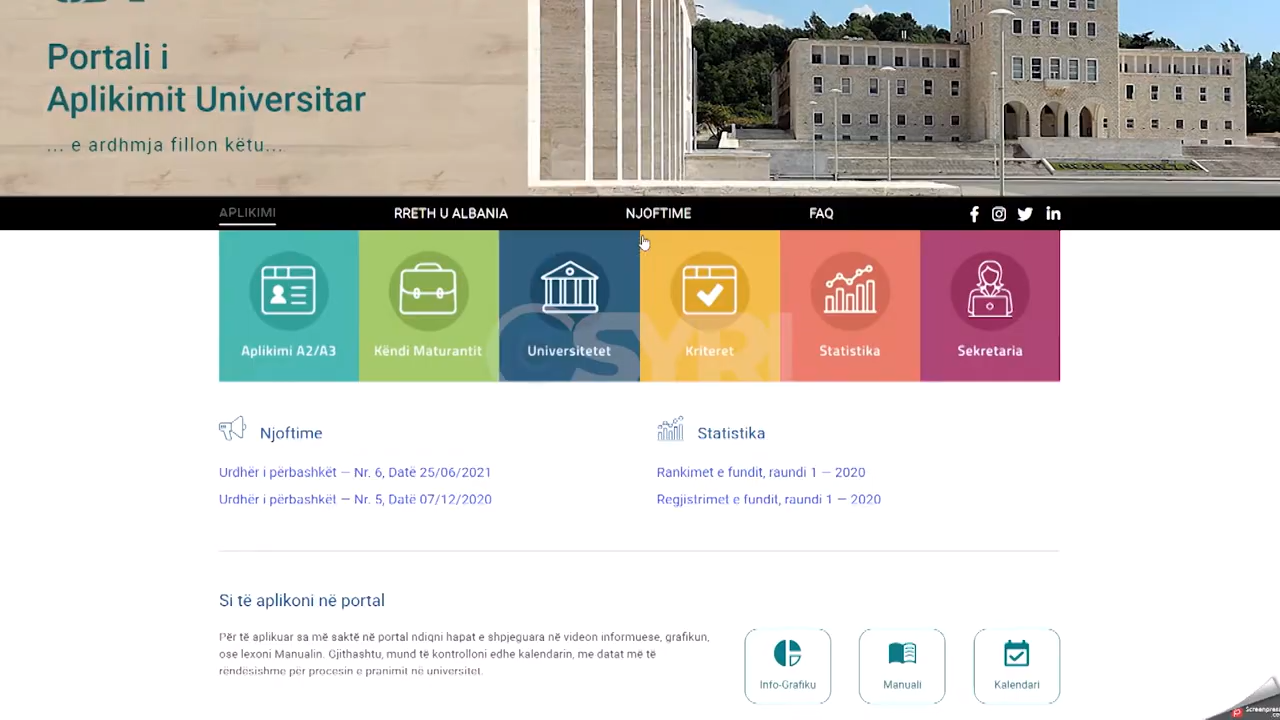 Portali i
Aplikimit Universitar
... e ardhmja fillon këtu...
APLIKIMI
RRETH U ALBANIA
NJOFTIME
FAQ
Aplikimi A2/A3
Këndi Maturantit
Universitetet
Kriteret
Statistika
Sekretaria
SYRI
Njoftime
Statistika
Urdhër i përbashkët — Nr. 6, Datë 25/06/2021
Rankimet e fundit, raundi 1 — 2020
Urdhër i përbashkët — Nr. 5, Datë 07/12/2020
Regjistrimet e fundit, raundi 1 — 2020
Si të aplikoni në portal
Për të aplikuar sa më saktë në portal ndiqni hapat e shpjeguara në videon informuese, grafikun,
ose lexoni Manualin. Gjithashtu, mund të kontrolloni edhe kalendarin, me datat më të
rëndësishme për procesin e pranimit në universitet.
Info-Grafiku
Manuali
Kalendari